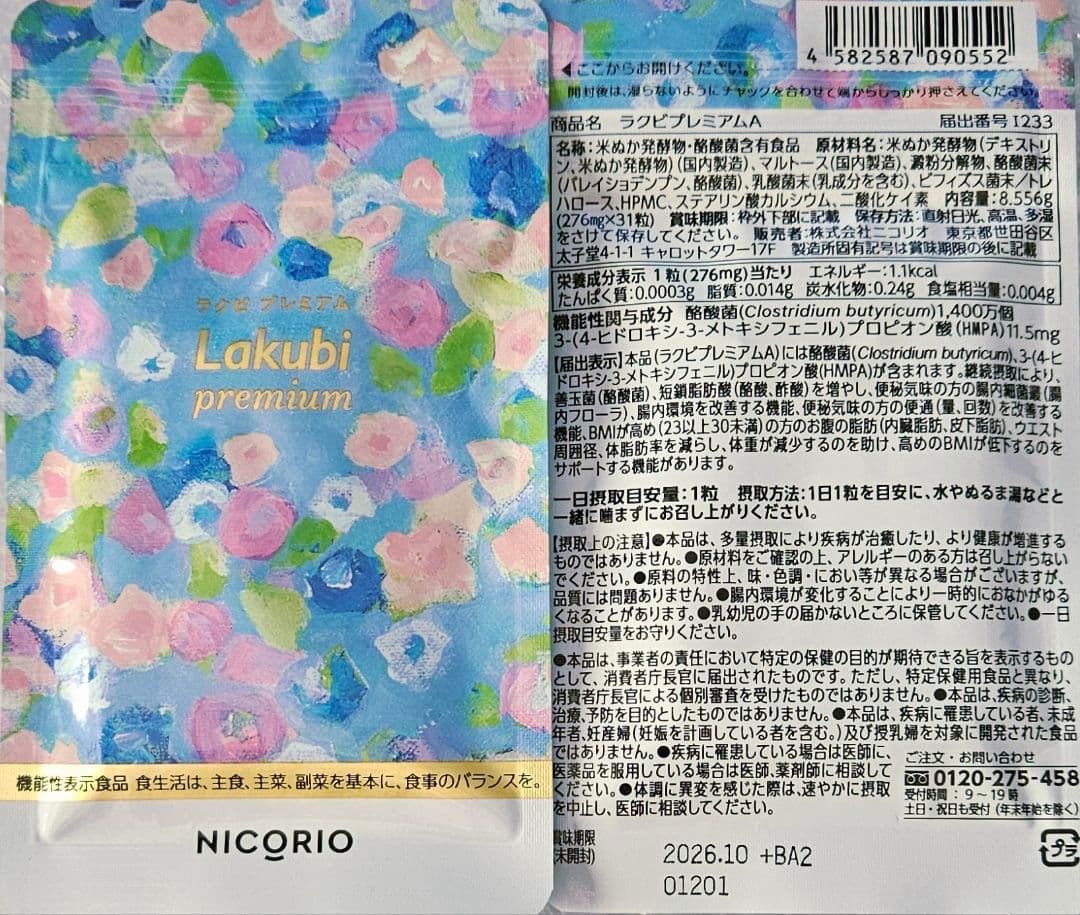 ラクビ プレミアム
Lakubi
premium
機能性表示食品 食生活は、主食、主菜、副菜を基本に、食事のバランスを。
NICORIO
4 582587 090552
◀ここからお開けください。
開封後は、湿らないようにチャックを合わせて端からしっかり押さえてください。
商品名 ラクビプレミアムA 届出番号 I233
名称：米ぬか発酵物・酪酸菌含有食品 原材料名：米ぬか発酵物（デキストリ
ン、米ぬか発酵物）（国内製造）、マルトース（国内製造）、澱粉分解物、酪酸菌末
（バレイショデンプン、酪酸菌）、乳酸菌末（乳成分を含む）、ビフィズス菌末／トレ
ハロース、HPMC、ステアリン酸カルシウム、二酸化ケイ素 内容量：8.556g
（276mg×31粒） 賞味期限：枠外下部に記載 保存方法：直射日光、高温、多湿
をさけて保存してください。 販売者：株式会社ニコリオ 東京都世田谷区
太子堂4-1-1 キャロットタワー17F 製造所固有記号は賞味期限の後に記載
栄養成分表示 1粒（276mg）当たり エネルギー：1.1kcal
たんぱく質：0.0003g 脂質：0.014g 炭水化物：0.24g 食塩相当量：0.004g
機能性関与成分 酪酸菌（Clostridium butyricum）1,400万個
3-（4-ヒドロキシ-3-メトキシフェニル）プロピオン酸（HMPA）11.5mg
【届出表示】本品（ラクビプレミアムA）には酪酸菌（Clostridium butyricum）、3-（4-ヒ
ドロキシ-3-メトキシフェニル）プロピオン酸（HMPA）が含まれます。継続摂取により、
善玉菌（酪酸菌）、短鎖脂肪酸（酪酸、酢酸）を増やし、便秘気味の方の腸内細菌叢（腸
内フローラ）、腸内環境を改善する機能、便秘気味の方の便通（量、回数）を改善する
機能、BMIが高め（23以上30未満）の方のお腹の脂肪（内臓脂肪、皮下脂肪）、ウエスト
周囲径、体脂肪率を減らし、体重が減少するのを助け、高めのBMIが低下するのを
サポートする機能があります。
一日摂取目安量：1粒 摂取方法：1日1粒を目安に、水やぬるま湯などと
一緒に噛まずにお召し上がりください。
【摂取上の注意】●本品は、多量摂取により疾病が治癒したり、より健康が増進する
ものではありません。●原材料をご確認の上、アレルギーのある方は召し上がらない
でください。●原料の特性上、味・色調・におい等が異なる場合がございますが、
品質には問題ありません。●腸内環境が変化することにより一時的におなかがゆる
くなることがあります。●乳幼児の手の届かないところに保管してください。●一日
摂取目安量をお守りください。
●本品は、事業者の責任において特定の保健の目的が期待できる旨を表示するもの
として、消費者庁長官に届出されたものです。ただし、特定保健用食品と異なり、
消費者庁長官による個別審査を受けたものではありません。●本品は、疾病の診断、
治療、予防を目的としたものではありません。●本品は、疾病に罹患している者、未成
年者、妊産婦（妊娠を計画している者を含む。）及び授乳婦を対象に開発された食品
ではありません。●疾病に罹患している場合は医師に、
医薬品を服用している場合は医師、薬剤師に相談して
ください。●体調に異変を感じた際は、速やかに摂取
を中止し、医師に相談してください。
ご注文・お問い合わせ
0120-275-458
受付時間：9～19時
土日・祝日も受付（年末年始を除く）
賞味期限
（未開封）
2026.10 +BA2
01201
プラ